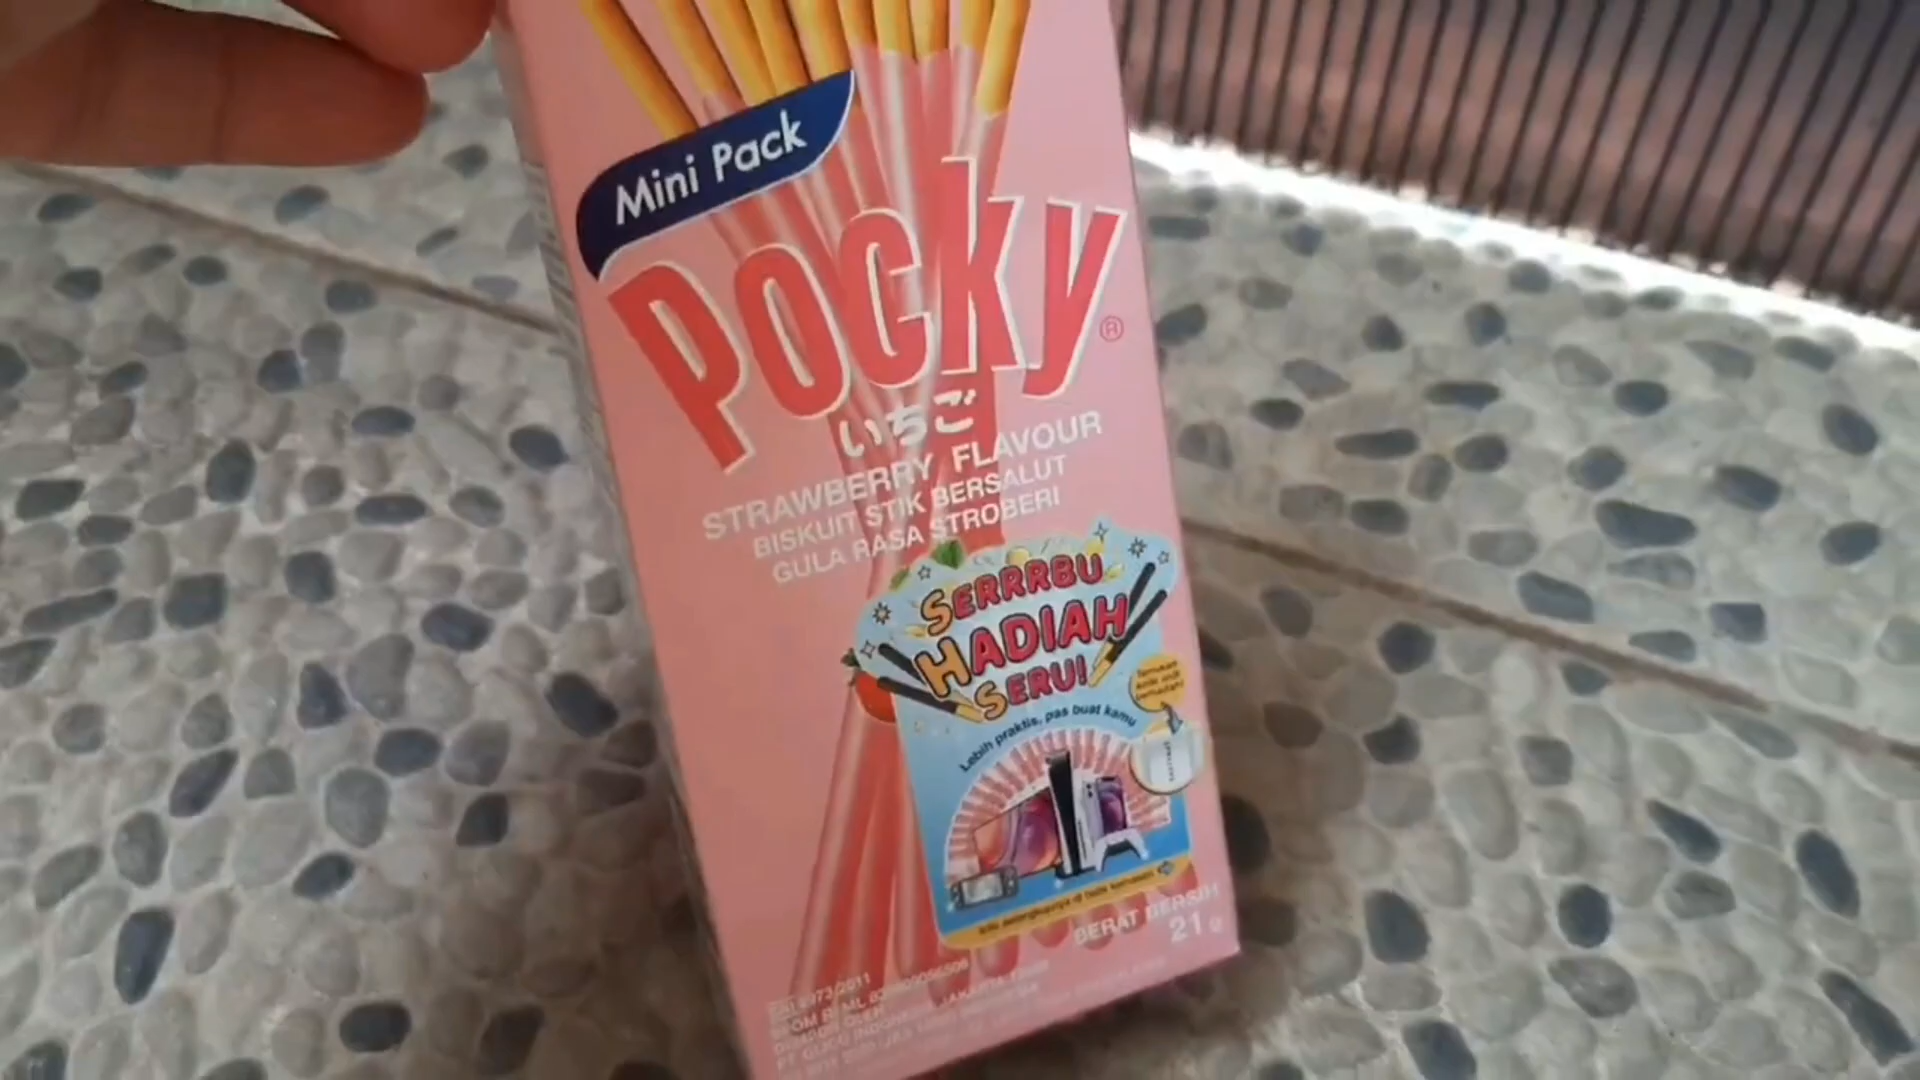 Mini Pack
Pocky®
いちご
STRAWBERRY FLAVOUR
BISKUIT STIK BERSALUT
GULA RASA STROBERI
SERRRBU
HADIAH
SERU!
Lebih praktis, pas buat kamu
BERAT BERSIH
21 g